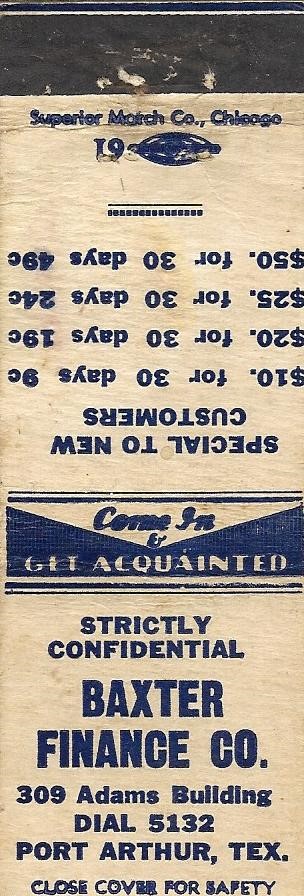 Superior Match Co., Chicago
SPECIAL TO NEW
CUSTOMERS
$10. for 30 days 9c
$20. for 30 days 19c
$25. for 30 days 24c
$50. for 30 days 49c
Come In
&
GET ACQUAINTED
STRICTLY
CONFIDENTIAL
BAXTER
FINANCE CO.
309 Adams Building
DIAL 5132
PORT ARTHUR, TEX.
CLOSE COVER FOR SAFETY